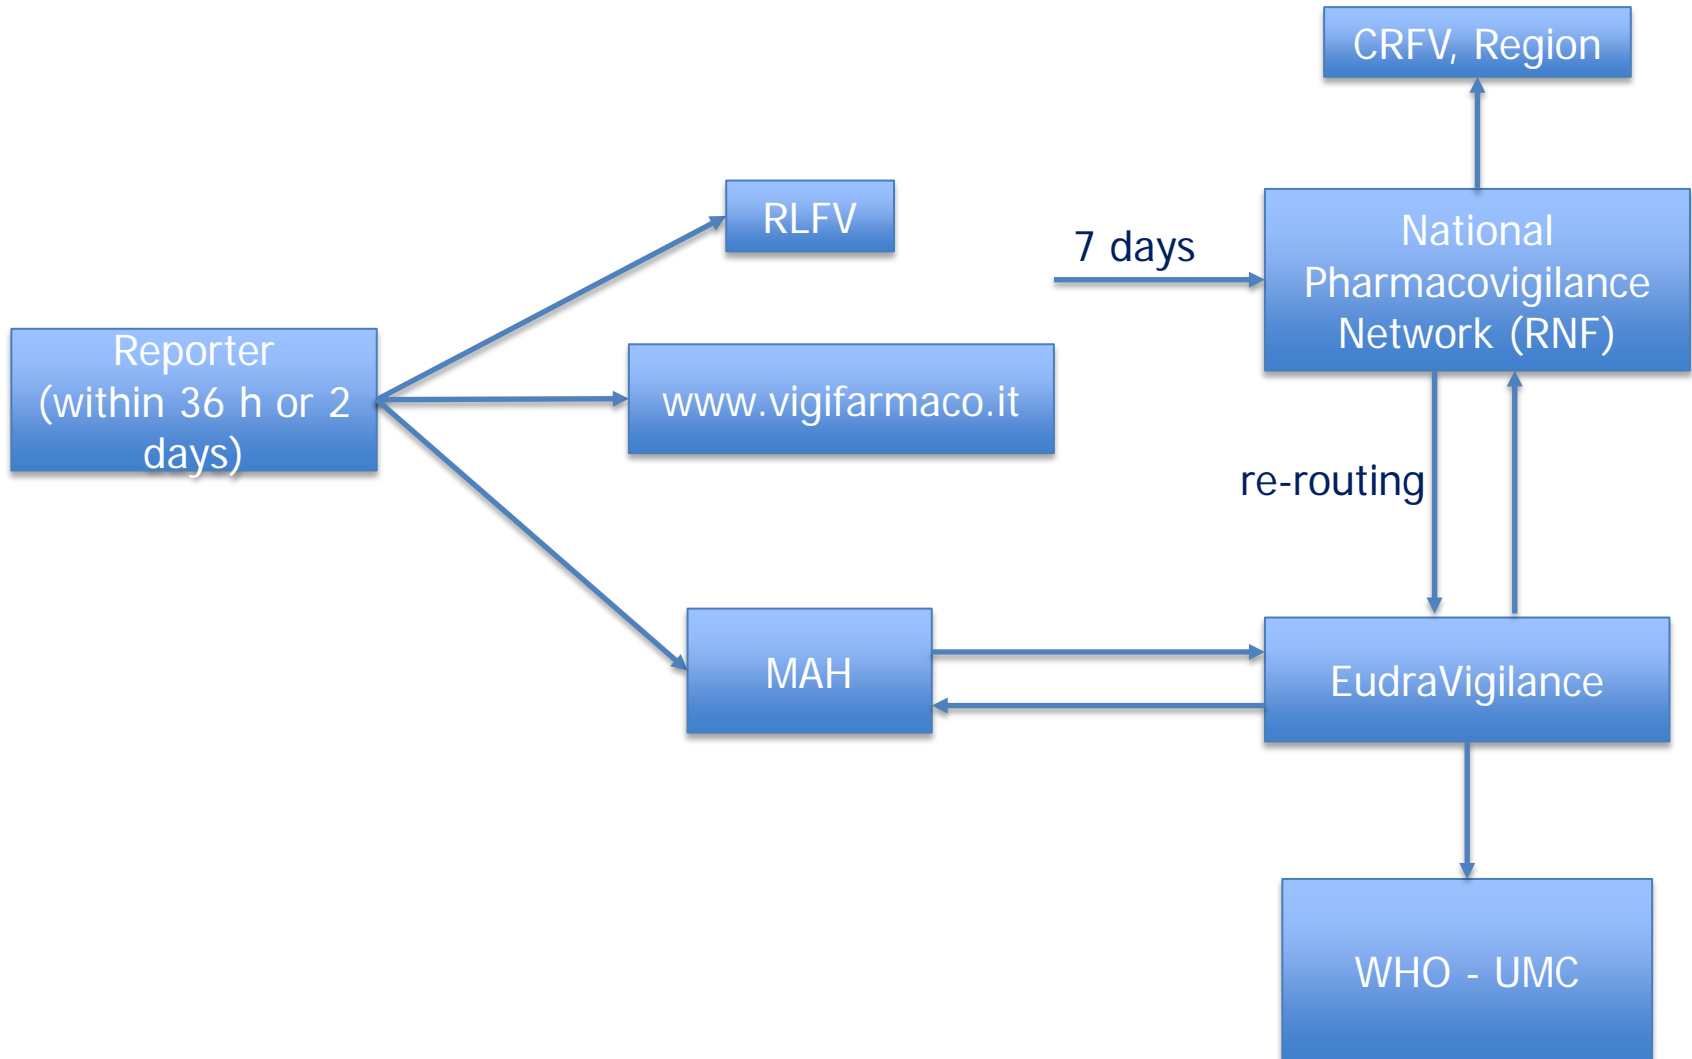 CRFV, Region
RLFV
7 days
National
Pharmacovigilance
Network (RNF)
Reporter
(within 36 h or 2
days)
www.vigifarmaco.it
re-routing
MAH
EudraVigilance
WHO - UMC